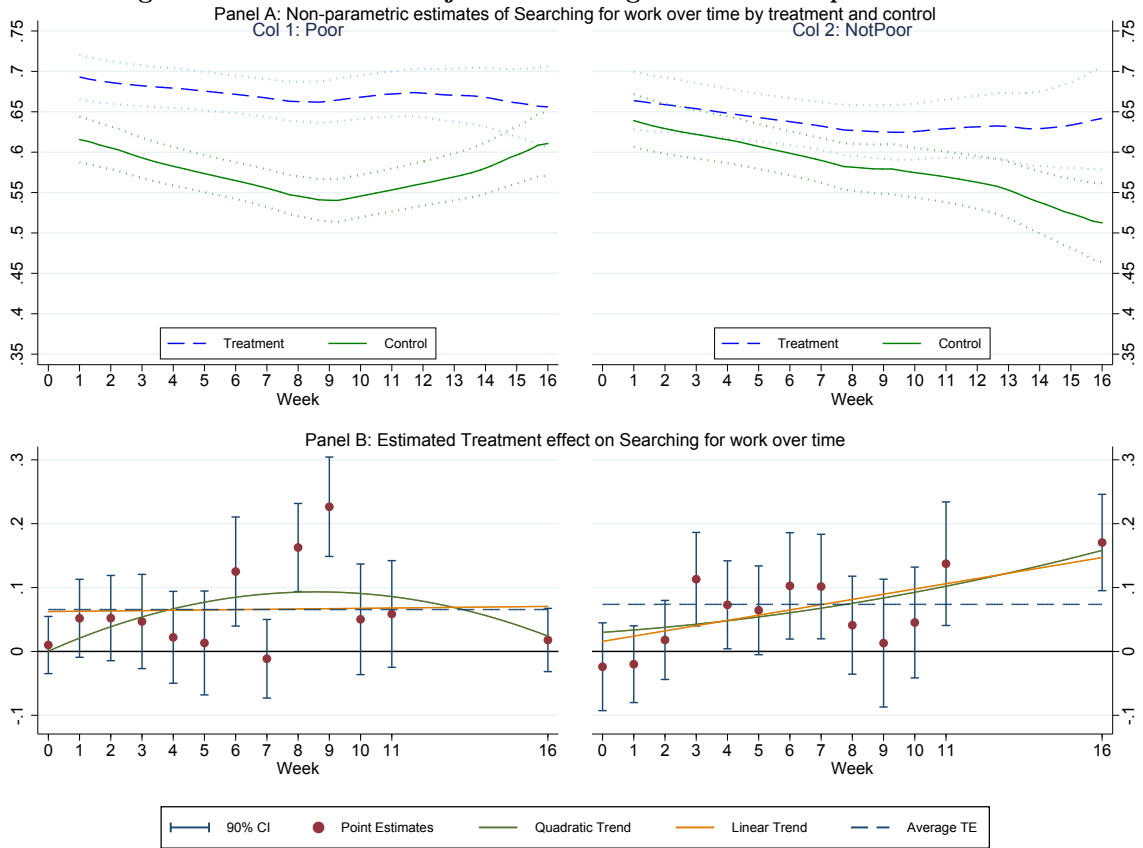 Panel A: Non-parametric estimates of Searching for work over time by treatment and control
Col 1: Poor
Col 2: NotPoor
.75
.7
.65
.6
.55
.5
.45
.4
.35
Treatment
Control
0 1 2 3 4 5 6 7 8 9 10 11 12 13 14 15 16
Week
.75
.7
.65
.6
.55
.5
.45
.4
.35
Treatment
Control
0 1 2 3 4 5 6 7 8 9 10 11 12 13 14 15 16
Week
Panel B: Estimated Treatment effect on Searching for work over time
.3
.2
.1
0
-.1
0 1 2 3 4 5 6 7 8 9 10 11 16
Week
.3
.2
.1
0
-.1
0 1 2 3 4 5 6 7 8 9 10 11 16
Week
90% CI
Point Estimates
Quadratic Trend
Linear Trend
Average TE